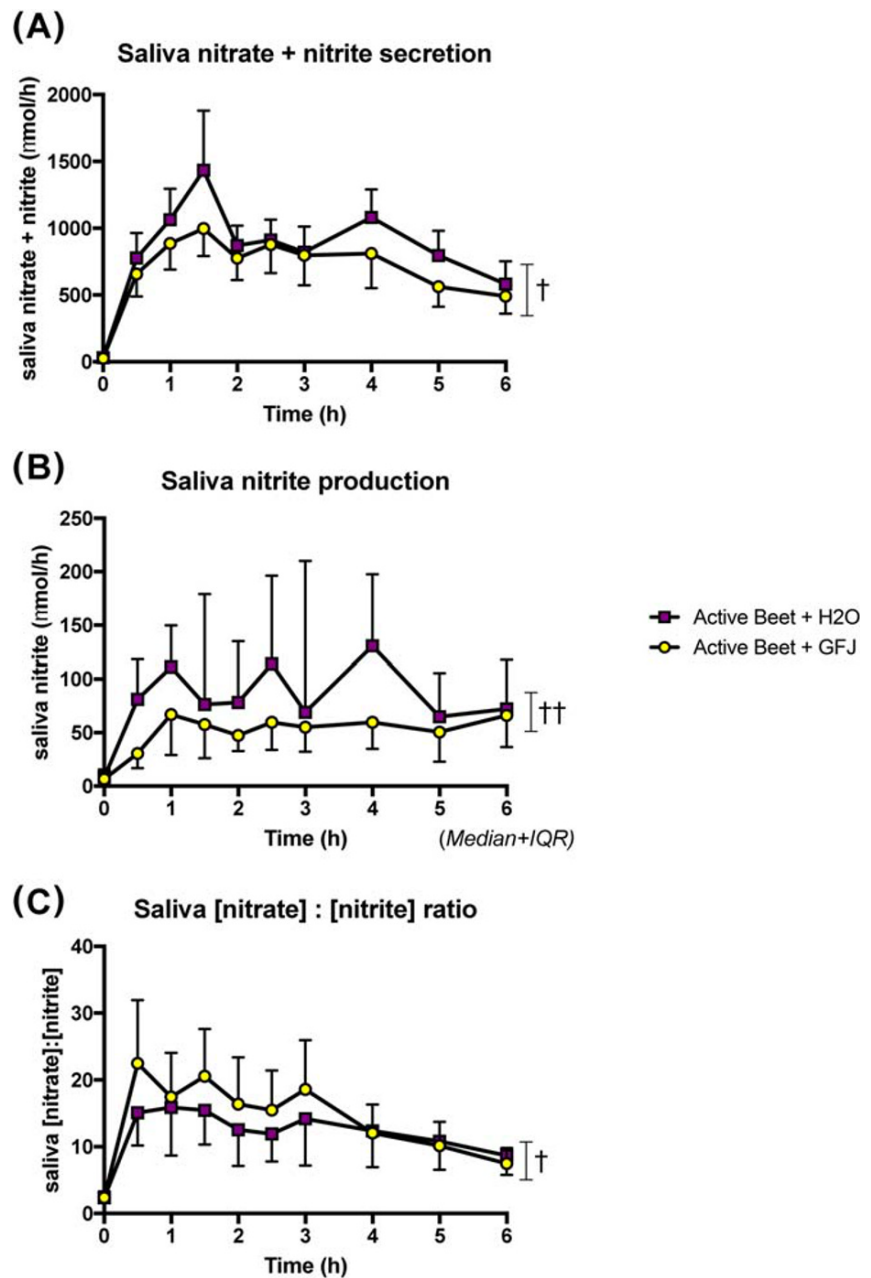 (A)
Saliva nitrate + nitrite secretion
saliva nitrate + nitrite (nmol/h)
2000
1500
1000
500
0
†
0 1 2 3 4 5 6
Time (h)
(B)
Saliva nitrite production
saliva nitrite (nmol/h)
250
200
150
100
50
0
††
0 1 2 3 4 5 6
Time (h) (Median+IQR)
Active Beet + H2O
Active Beet + GFJ
(C)
Saliva [nitrate] : [nitrite] ratio
saliva [nitrate]:[nitrite]
40
30
20
10
0
†
0 1 2 3 4 5 6
Time (h)